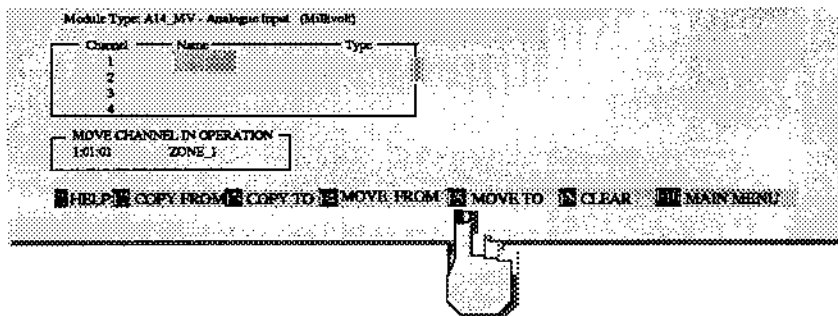 Module Type: A14_MV - Analogue Input (Millivolt)
Channel Name Type
1
2
3
4
MOVE CHANNEL IN OPERATION
1:01:01 ZONE_1
HELP COPY FROM COPY TO MOVE FROM MOVE TO CLEAR MAIN MENU